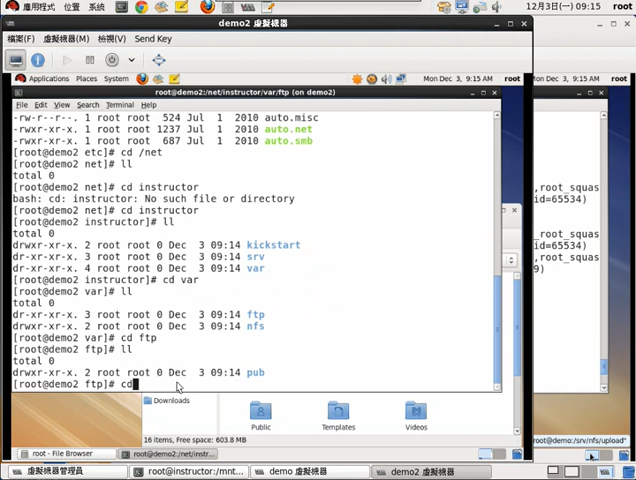 應用程式 位置 系統 12月3日(一) 09:15 root
demo2 虛擬機器
檔案(F) 虛擬機器(M) 檢視(V) Send Key
Applications Places System Mon Dec 3, 9:15 AM Mon Dec 3, 9:15 AM root
root@demo2:/net/instructor/var/ftp (on demo2)
File Edit View Search Terminal Help
-rw-r--r--. 1 root root 524 Jul 1 2010 auto.misc
-rwxr-xr-x. 1 root root 1237 Jul 1 2010 auto.net
-rwxr-xr-x. 1 root root 687 Jul 1 2010 auto.smb
[root@demo2 etc]# cd /net
[root@demo2 net]# ll
total 0
[root@demo2 net]# cd instructor
bash: cd: instructor: No such file or directory
[root@demo2 net]# cd instructor
[root@demo2 instructor]# ll
total 0
drwxr-xr-x. 2 root root 0 Dec 3 09:14 kickstart
dr-xr-xr-x. 3 root root 0 Dec 3 09:14 srv
drwxr-xr-x. 4 root root 0 Dec 3 09:14 var
[root@demo2 instructor]# cd var
[root@demo2 var]# ll
total 0
dr-xr-xr-x. 3 root root 0 Dec 3 09:14 ftp
drwxr-xr-x. 2 root root 0 Dec 3 09:14 nfs
[root@demo2 var]# cd ftp
[root@demo2 ftp]# ll
total 0
drwxr-xr-x. 2 root root 0 Dec 3 09:14 pub
[root@demo2 ftp]# cd
,root_squas
id=65534)
_root_squas
id=65534)
,root_squas
9)
Downloads
Public Templates Videos
16 items, Free space: 603.8 MB
root@demo:/srv/nfs/upload"
root - File Browser root@demo2:/net/instr...
虛擬機器管理員 root@instructor:/mnt... demo 虛擬機器 demo2 虛擬機器